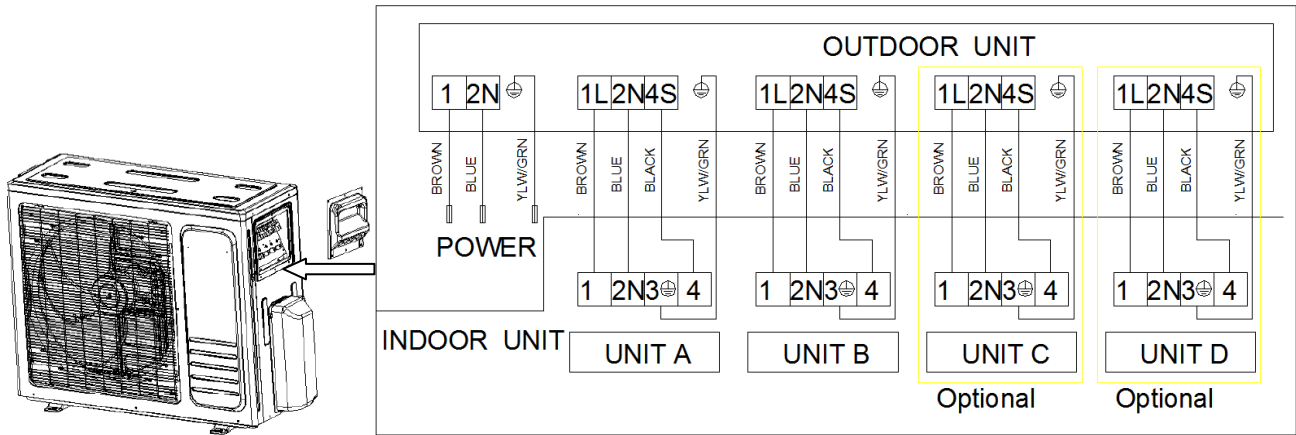 OUTDOOR UNIT
1 2N ⏚ 1L 2N 4S ⏚ 1L 2N 4S ⏚ 1L 2N 4S ⏚ 1L 2N 4S ⏚
BROWN BLUE YLW/GRN BROWN BLUE BLACK YLW/GRN BROWN BLUE BLACK YLW/GRN BROWN BLUE BLACK YLW/GRN BROWN BLUE BLACK YLW/GRN
POWER
1 2N 3⏚ 4 1 2N 3⏚ 4 1 2N 3⏚ 4 1 2N 3⏚ 4
INDOOR UNIT UNIT A UNIT B UNIT C UNIT D
Optional Optional